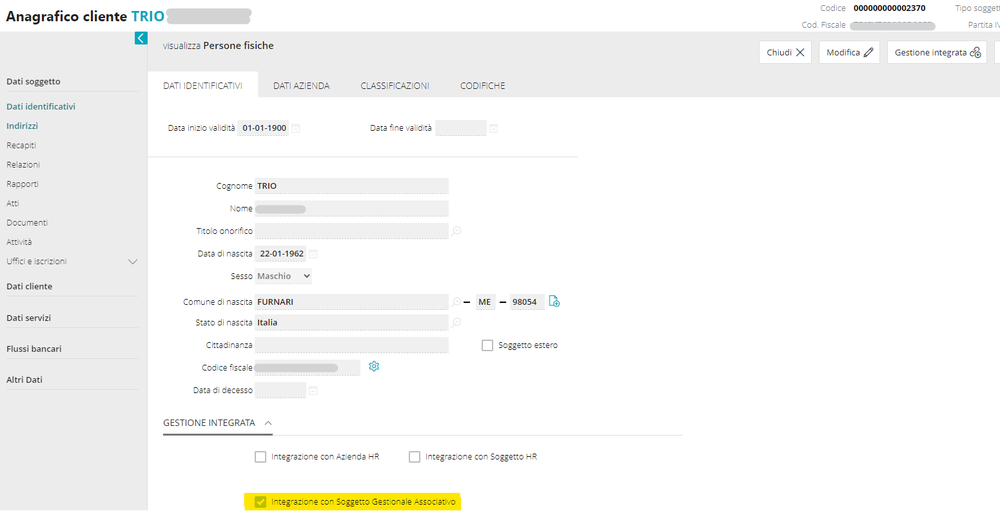 Anagrafico cliente TRIO
Codice 000000000002370 Tipo soggett
Cod. Fiscale Partita IV
visualizza Persone fisiche
Chiudi Modifica Gestione integrata
Dati soggetto
Dati identificativi
Indirizzi
Recapiti
Relazioni
Rapporti
Atti
Documenti
Attività
Uffici e iscrizioni
Dati cliente
Dati servizi
Flussi bancari
Altri Dati
DATI IDENTIFICATIVI DATI AZIENDA CLASSIFICAZIONI CODIFICHE
Data inizio validità 01-01-1900 Data fine validità
Cognome TRIO
Nome
Titolo onorifico
Data di nascita 22-01-1962
Sesso Maschio
Comune di nascita FURNARI – ME – 98054
Stato di nascita Italia
Cittadinanza Soggetto estero
Codice fiscale
Data di decesso
GESTIONE INTEGRATA
Integrazione con Azienda HR Integrazione con Soggetto HR
Integrazione con Soggetto Gestionale Associativo